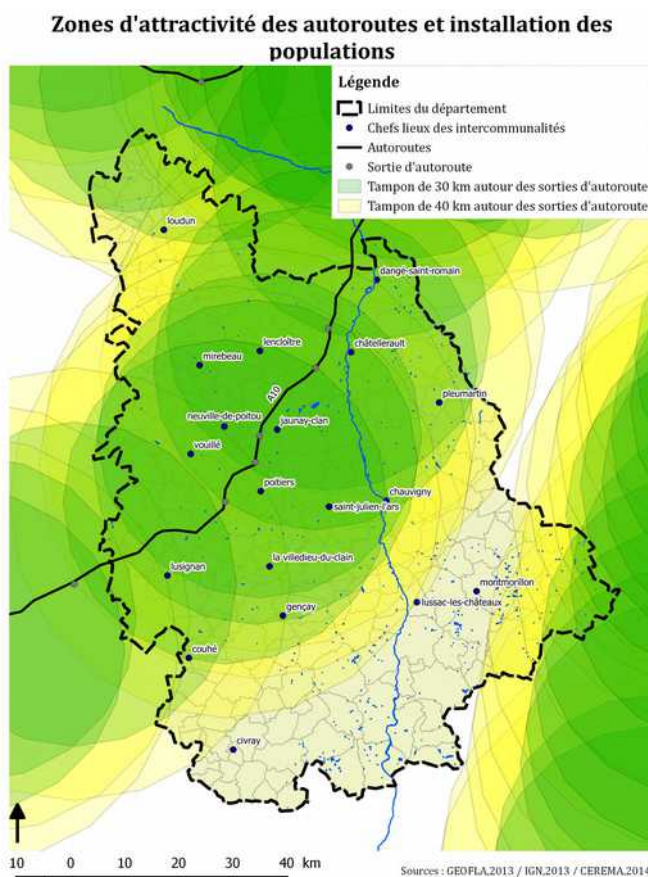 Zones d'attractivité des autoroutes et installation des
populations
Légende
Limites du département
Chefs lieux des intercommunalités
Autoroutes
Sortie d'autoroute
Tampon de 30 km autour des sorties d'autoroute
Tampon de 40 km autour des sorties d'autoroute
loudun
dangé-saint-romain
lencloître
châtellerault
mirebeau
A10
pleumartin
neuville-de-poitou
jaunay-clan
vouillé
poitiers
chauvigny
saint-julien-l'ars
la villedieu-du-clain
lusignan
montmorillon
lussac-les-châteaux
gençay
couhé
civray
10 0 10 20 30 40 km
Sources : GEOFLA,2013 / IGN,2013 / CEREMA,2014